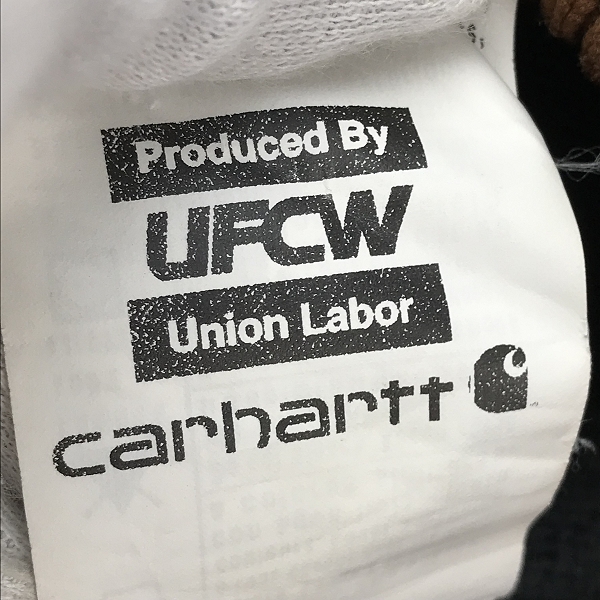 Produced By
UFCW
Union Labor
carhartt